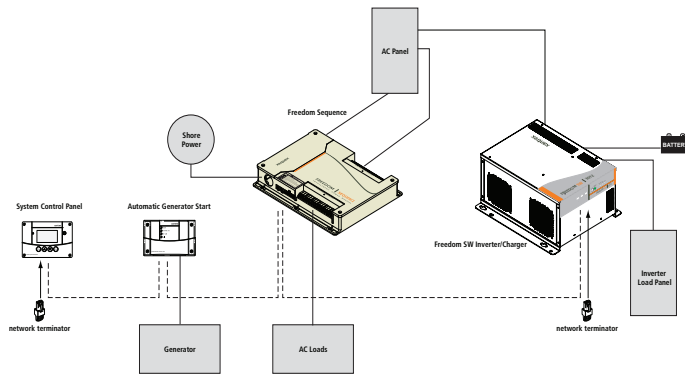 AC Panel
Freedom Sequence
Shore
Power
BATTERY
System Control Panel
Automatic Generator Start
Freedom SW Inverter/Charger
Inverter
Load Panel
network terminator
network terminator
Generator
AC Loads